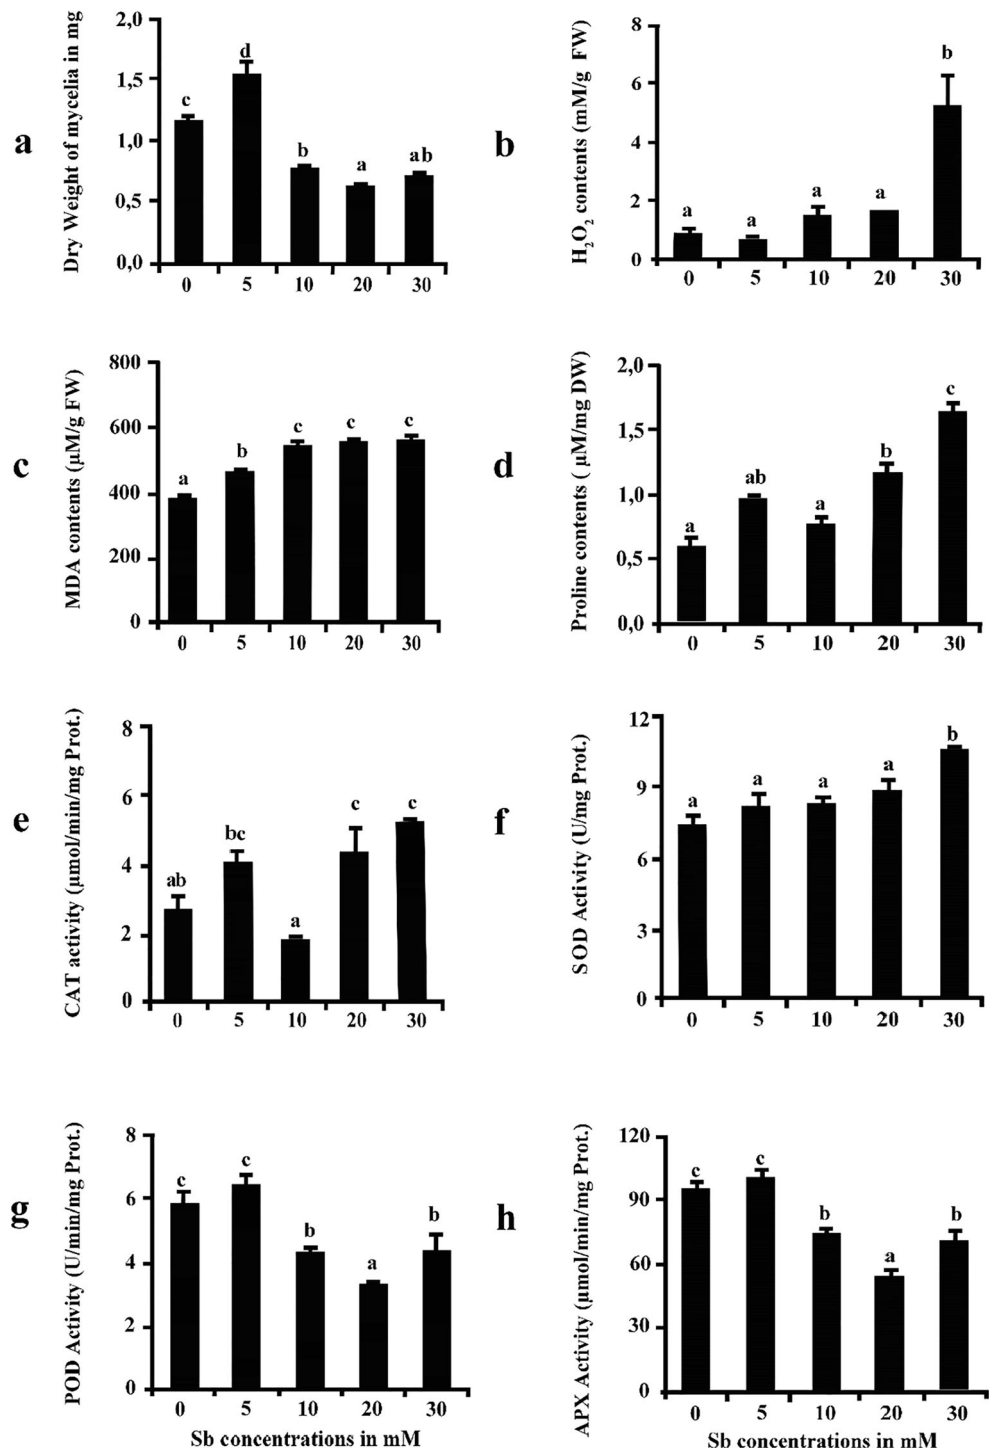 a
Dry Weight of mycelia in mg
2,0
1,5
1,0
0,5
0,0
c
d
b
a
ab
0 5 10 20 30
b
H2O2 contents (mM/g FW)
8
6
4
2
0
a
a
a
a
b
0 5 10 20 30
c
MDA contents (µM/g FW)
800
600
400
200
0
a
b
c
c
c
0 5 10 20 30
d
Proline contents ( µM/mg DW)
2,0
1,5
1,0
0,5
0,0
a
ab
a
b
c
0 5 10 20 30
e
CAT activity (µmol/min/mg Prot.)
8
6
4
2
0
ab
bc
a
c
c
0 5 10 20 30
f
SOD Activity (U/mg Prot.)
12
9
6
3
0
a
a
a
a
b
0 5 10 20 30
g
POD Activity (U/min/mg Prot.)
8
6
4
2
0
c
c
b
a
b
0 5 10 20 30
Sb concentrations in mM
h
APX Activity (µmol/min/mg Prot.)
120
90
60
30
0
c
c
b
a
b
0 5 10 20 30
Sb concentrations in mM